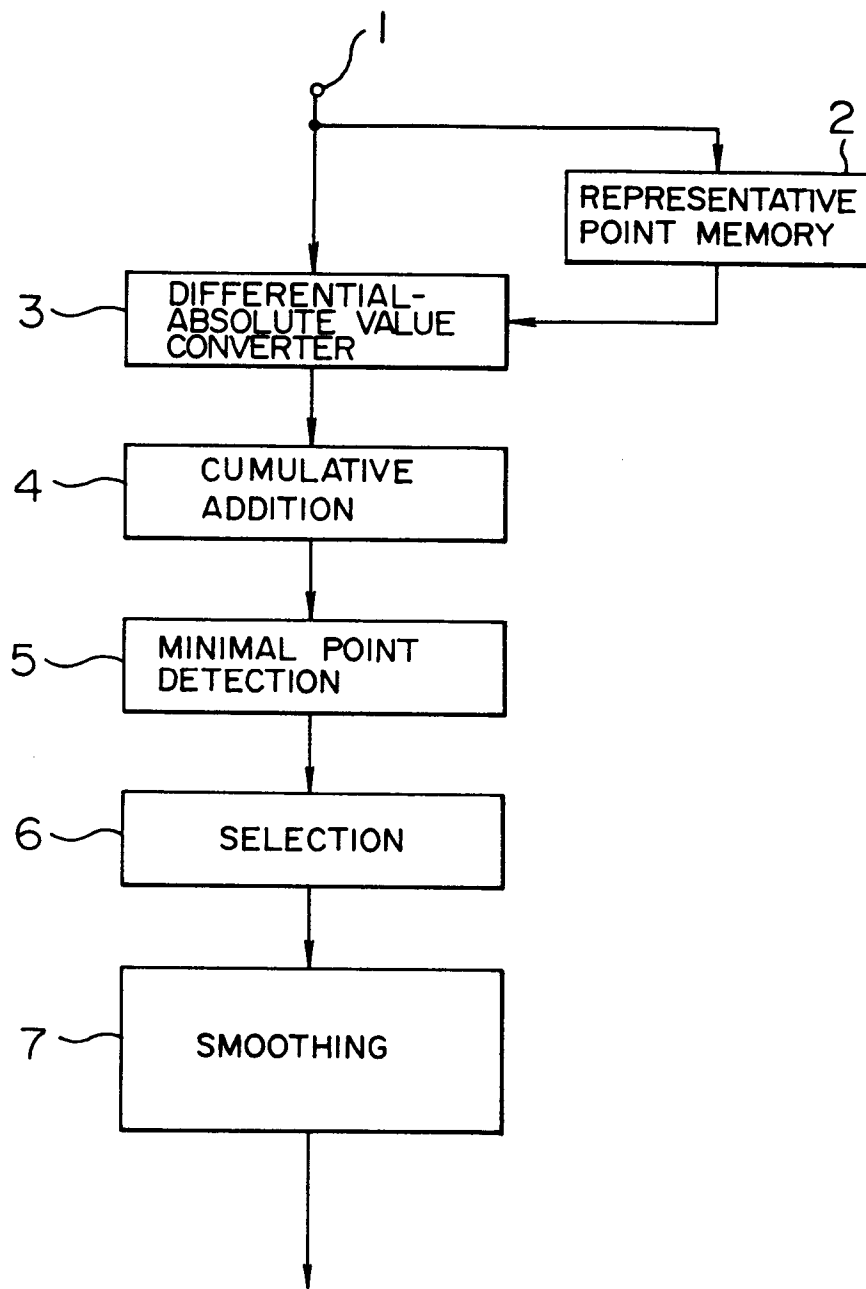 1
2
REPRESENTATIVE
POINT MEMORY
3
DIFFERENTIAL-
ABSOLUTE VALUE
CONVERTER
4
CUMULATIVE
ADDITION
5
MINIMAL POINT
DETECTION
6
SELECTION
7
SMOOTHING